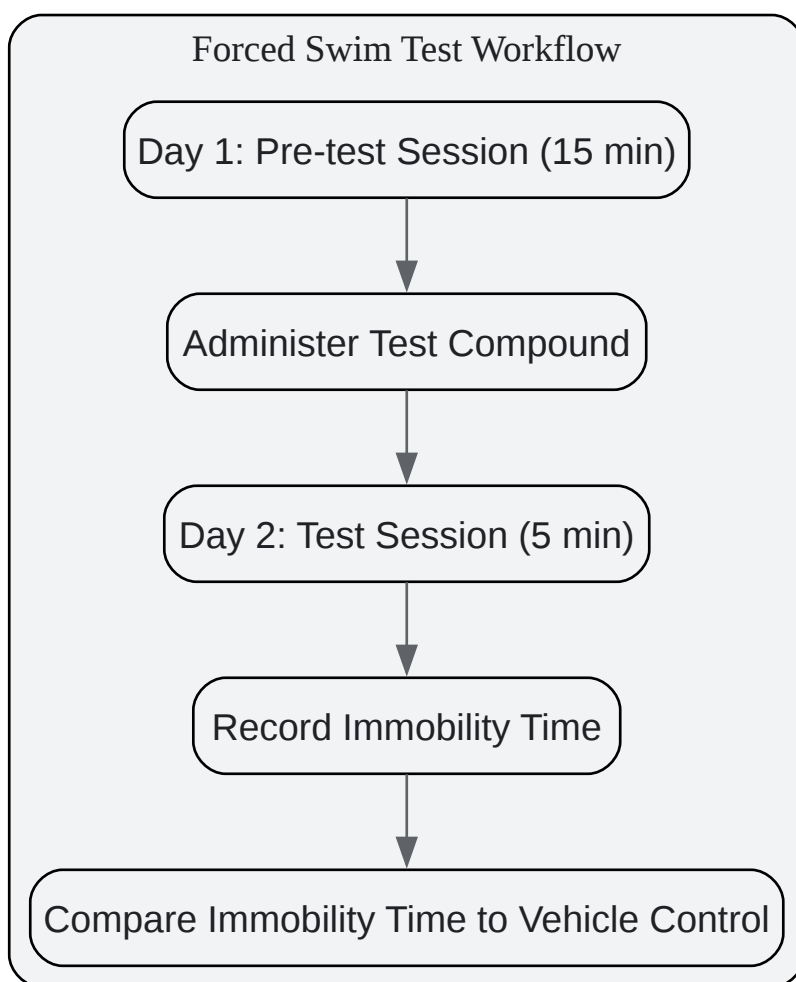 Forced Swim Test Workflow
Day 1: Pre-test Session (15 min)
Administer Test Compound
Day 2: Test Session (5 min)
Record Immobility Time
Compare Immobility Time to Vehicle Control